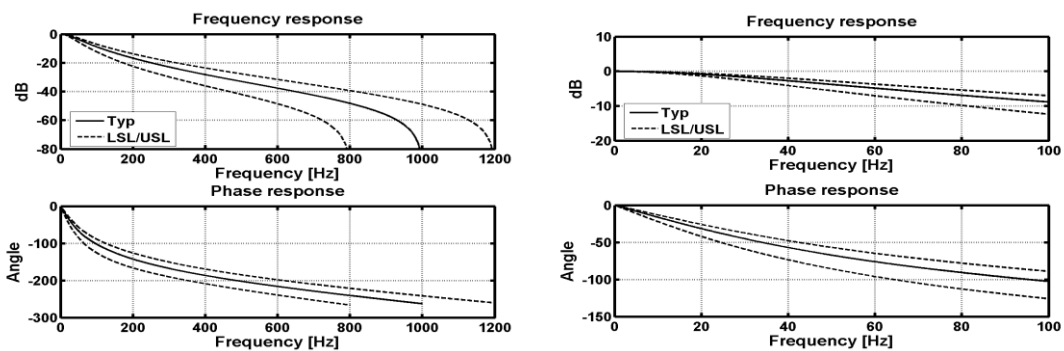 Frequency response
0
-20
-40
-60
-80
dB
Typ
LSL/USL
0 200 400 600 800 1000 1200
Frequency [Hz]
Phase response
0
-100
-200
-300
Angle
0 200 400 600 800 1000 1200
Frequency [Hz]
Frequency response
10
0
-10
-20
dB
Typ
LSL/USL
0 20 40 60 80 100
Frequency [Hz]
Phase response
0
-50
-100
-150
Angle
0 20 40 60 80 100
Frequency [Hz]